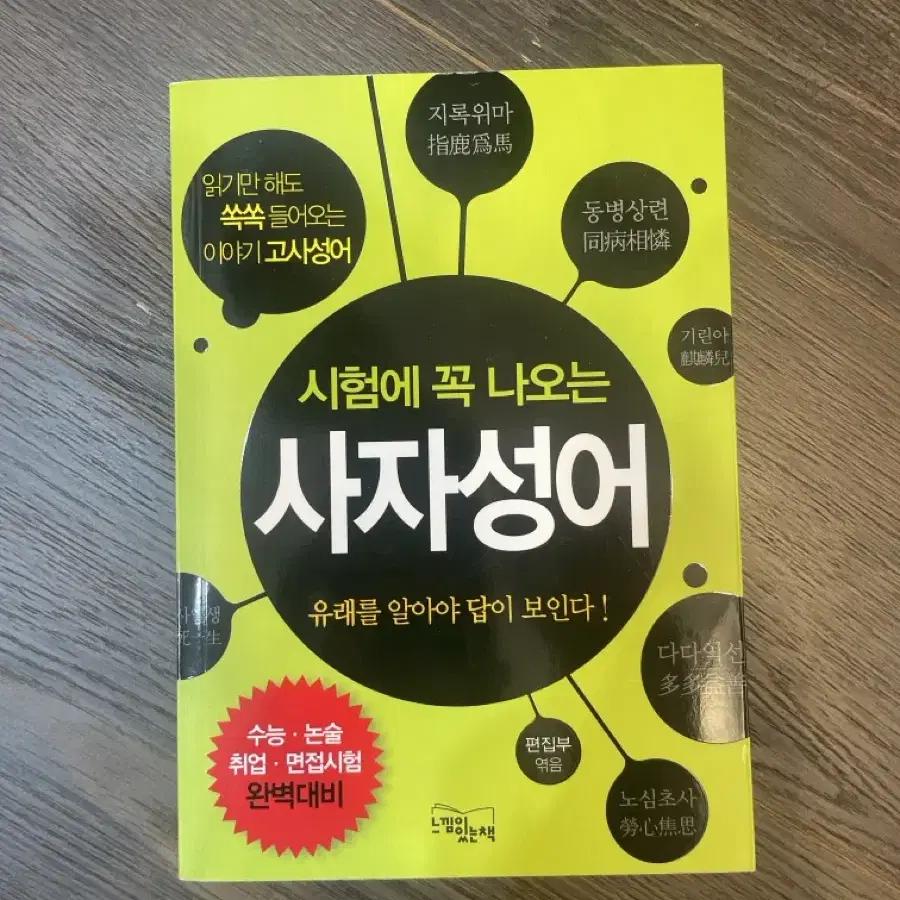 지록위마
指鹿爲馬
읽기만 해도
쏙쏙 들어오는
이야기 고사성어
동병상련
同病相憐
기린아
麒麟兒
시험에 꼭 나오는
사자성어
유래를 알아야 답이 보인다!
다다익선
多多益善
수능 · 논술
취업 · 면접시험
완벽대비
편집부
엮음
노심초사
勞心焦思
느낌이있는책